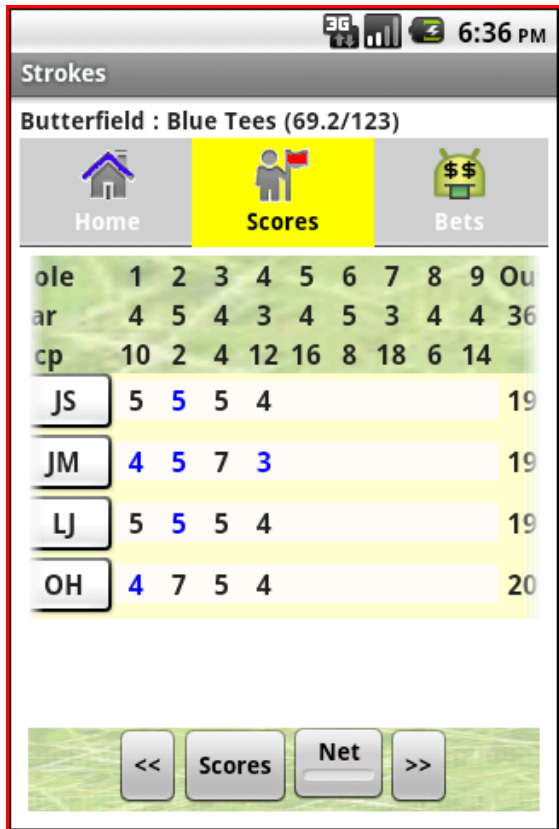 3G 6:36 PM
Strokes
Butterfield : Blue Tees (69.2/123)
Home Scores Bets
ole 1 2 3 4 5 6 7 8 9 Ou
ar 4 5 4 3 4 5 3 4 4 36
cp 10 2 4 12 16 8 18 6 14
JS 5 5 5 4 19
JM 4 5 7 3 19
LJ 5 5 5 4 19
OH 4 7 5 4 20
<< Scores Net >>